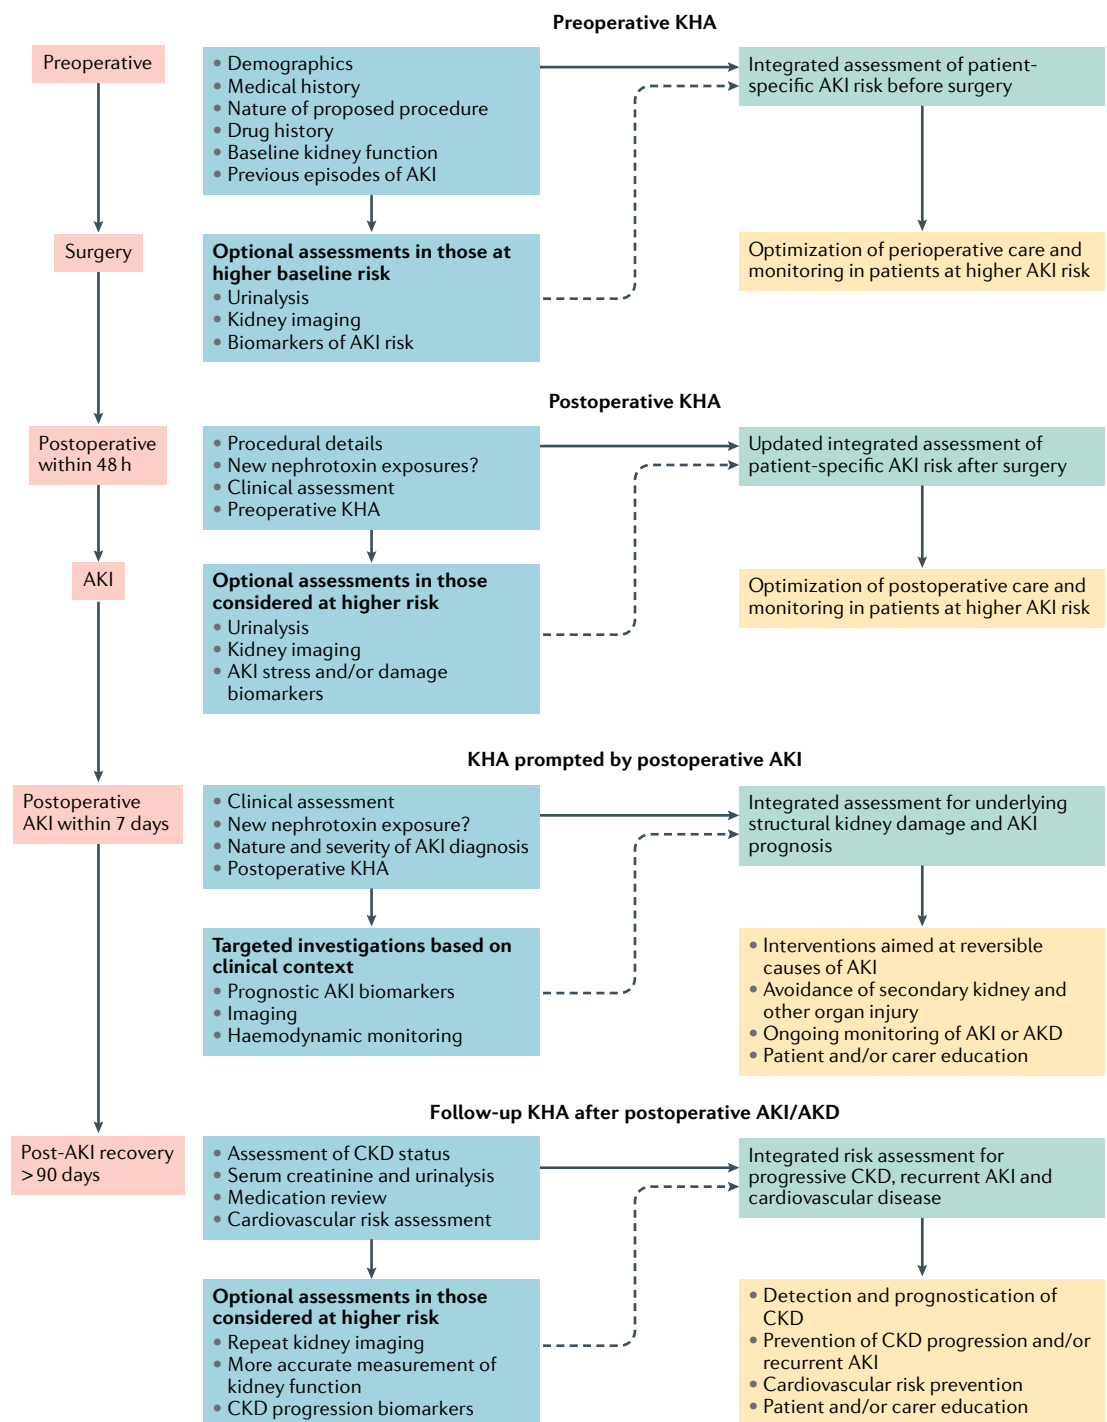 Preoperative KHA
Preoperative
• Demographics
• Medical history
• Nature of proposed procedure
• Drug history
• Baseline kidney function
• Previous episodes of AKI
Integrated assessment of patient-
specific AKI risk before surgery
Surgery
Optional assessments in those at
higher baseline risk
• Urinalysis
• Kidney imaging
• Biomarkers of AKI risk
Optimization of perioperative care and
monitoring in patients at higher AKI risk
Postoperative KHA
Postoperative
within 48 h
• Procedural details
• New nephrotoxin exposures?
• Clinical assessment
• Preoperative KHA
Updated integrated assessment of
patient-specific AKI risk after surgery
AKI
Optional assessments in those
considered at higher risk
• Urinalysis
• Kidney imaging
• AKI stress and/or damage
biomarkers
Optimization of postoperative care and
monitoring in patients at higher AKI risk
KHA prompted by postoperative AKI
Postoperative
AKI within 7 days
• Clinical assessment
• New nephrotoxin exposure?
• Nature and severity of AKI diagnosis
• Postoperative KHA
Integrated assessment for underlying
structural kidney damage and AKI
prognosis
Targeted investigations based on
clinical context
• Prognostic AKI biomarkers
• Imaging
• Haemodynamic monitoring
• Interventions aimed at reversible
causes of AKI
• Avoidance of secondary kidney and
other organ injury
• Ongoing monitoring of AKI or AKD
• Patient and/or carer education
Follow-up KHA after postoperative AKI/AKD
Post-AKI recovery
>90 days
• Assessment of CKD status
• Serum creatinine and urinalysis
• Medication review
• Cardiovascular risk assessment
Integrated risk assessment for
progressive CKD, recurrent AKI and
cardiovascular disease
Optional assessments in those
considered at higher risk
• Repeat kidney imaging
• More accurate measurement of
kidney function
• CKD progression biomarkers
• Detection and prognostication of
CKD
• Prevention of CKD progression and/or
recurrent AKI
• Cardiovascular risk prevention
• Patient and/or carer education